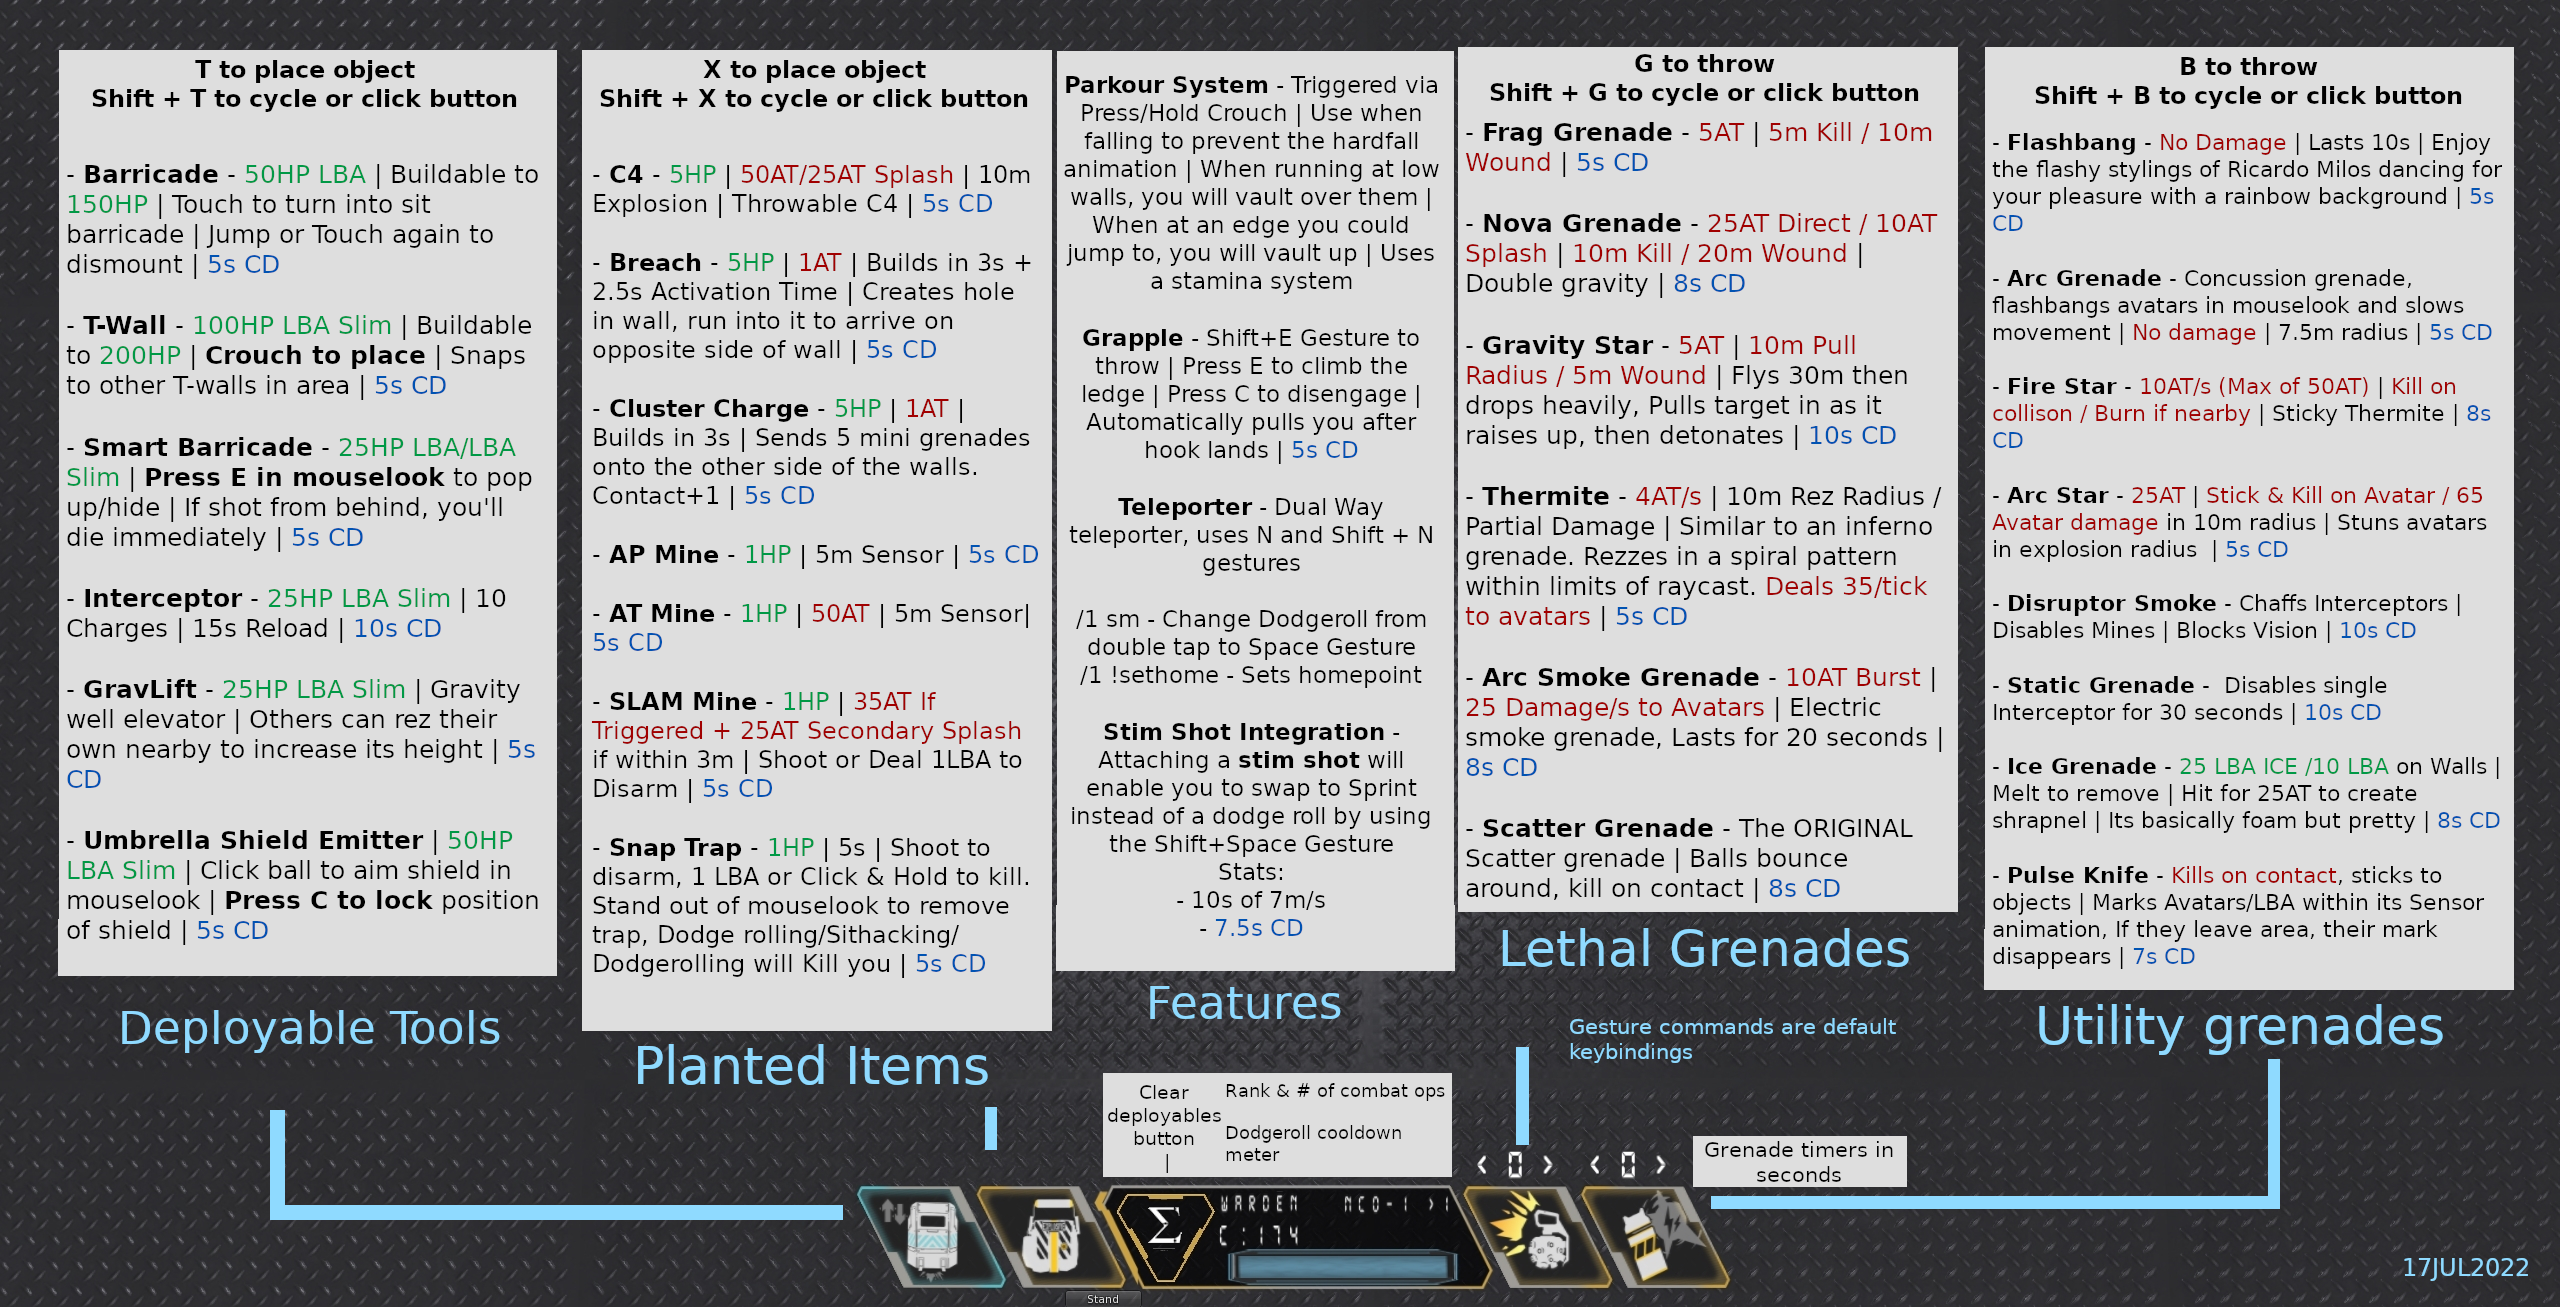 T to place object
Shift + T to cycle or click button
- Barricade - 50HP LBA | Buildable to
150HP | Touch to turn into sit
barricade | Jump or Touch again to
dismount | 5s CD
- T-Wall - 100HP LBA Slim | Buildable
to 200HP | Crouch to place | Snaps
to other T-walls in area | 5s CD
- Smart Barricade - 25HP LBA/LBA
Slim | Press E in mouselook to pop
up/hide | If shot from behind, you'll
die immediately | 5s CD
- Interceptor - 25HP LBA Slim | 10
Charges | 15s Reload | 10s CD
- GravLift - 25HP LBA Slim | Gravity
well elevator | Others can rez their
own nearby to increase its height | 5s
CD
- Umbrella Shield Emitter | 50HP
LBA Slim | Click ball to aim shield in
mouselook | Press C to lock position
of shield | 5s CD
Deployable Tools
X to place object
Shift + X to cycle or click button
- C4 - 5HP | 50AT/25AT Splash | 10m
Explosion | Throwable C4 | 5s CD
- Breach - 5HP | 1AT | Builds in 3s +
2.5s Activation Time | Creates hole
in wall, run into it to arrive on
opposite side of wall | 5s CD
- Cluster Charge - 5HP | 1AT |
Builds in 3s | Sends 5 mini grenades
onto the other side of the walls.
Contact+1 | 5s CD
- AP Mine - 1HP | 5m Sensor | 5s CD
- AT Mine - 1HP | 50AT | 5m Sensor|
5s CD
- SLAM Mine - 1HP | 35AT If
Triggered + 25AT Secondary Splash
if within 3m | Shoot or Deal 1LBA to
Disarm | 5s CD
- Snap Trap - 1HP | 5s | Shoot to
disarm, 1 LBA or Click & Hold to kill.
Stand out of mouselook to remove
trap, Dodge rolling/Sithacking/
Dodgerolling will Kill you | 5s CD
Planted Items
Parkour System - Triggered via
Press/Hold Crouch | Use when
falling to prevent the hardfall
animation | When running at low
walls, you will vault over them |
When at an edge you could
jump to, you will vault up | Uses
a stamina system
Grapple - Shift+E Gesture to
throw | Press E to climb the
ledge | Press C to disengage |
Automatically pulls you after
hook lands | 5s CD
Teleporter - Dual Way
teleporter, uses N and Shift + N
gestures
/1 sm - Change Dodgeroll from
double tap to Space Gesture
/1 !sethome - Sets homepoint
Stim Shot Integration -
Attaching a stim shot will
enable you to swap to Sprint
instead of a dodge roll by using
the Shift+Space Gesture
Stats:
- 10s of 7m/s
- 7.5s CD
Features
G to throw
Shift + G to cycle or click button
- Frag Grenade - 5AT | 5m Kill / 10m
Wound | 5s CD
- Nova Grenade - 25AT Direct / 10AT
Splash | 10m Kill / 20m Wound |
Double gravity | 8s CD
- Gravity Star - 5AT | 10m Pull
Radius / 5m Wound | Flys 30m then
drops heavily, Pulls target in as it
raises up, then detonates | 10s CD
- Thermite - 4AT/s | 10m Rez Radius /
Partial Damage | Similar to an inferno
grenade. Rezzes in a spiral pattern
within limits of raycast. Deals 35/tick
to avatars | 5s CD
- Arc Smoke Grenade - 10AT Burst |
25 Damage/s to Avatars | Electric
smoke grenade, Lasts for 20 seconds |
8s CD
- Scatter Grenade - The ORIGINAL
Scatter grenade | Balls bounce
around, kill on contact | 8s CD
Lethal Grenades
B to throw
Shift + B to cycle or click button
- Flashbang - No Damage | Lasts 10s | Enjoy
the flashy stylings of Ricardo Milos dancing for
your pleasure with a rainbow background | 5s
CD
- Arc Grenade - Concussion grenade,
flashbangs avatars in mouselook and slows
movement | No damage | 7.5m radius | 5s CD
- Fire Star - 10AT/s (Max of 50AT) | Kill on
collison / Burn if nearby | Sticky Thermite | 8s
CD
- Arc Star - 25AT | Stick & Kill on Avatar / 65
Avatar damage in 10m radius | Stuns avatars
in explosion radius | 5s CD
- Disruptor Smoke - Chaffs Interceptors |
Disables Mines | Blocks Vision | 10s CD
- Static Grenade - Disables single
Interceptor for 30 seconds | 10s CD
- Ice Grenade - 25 LBA ICE /10 LBA on Walls |
Melt to remove | Hit for 25AT to create
shrapnel | Its basically foam but pretty | 8s CD
- Pulse Knife - Kills on contact, sticks to
objects | Marks Avatars/LBA within its Sensor
animation, If they leave area, their mark
disappears | 7s CD
Utility grenades
Gesture commands are default
keybindings
Clear
deployables
button
|
Rank & # of combat ops
Dodgeroll cooldown
meter
Grenade timers in
seconds
< 0 > < 0 >
Σ
WARDEN NCO-1 >1
C:174
Stand
17JUL2022